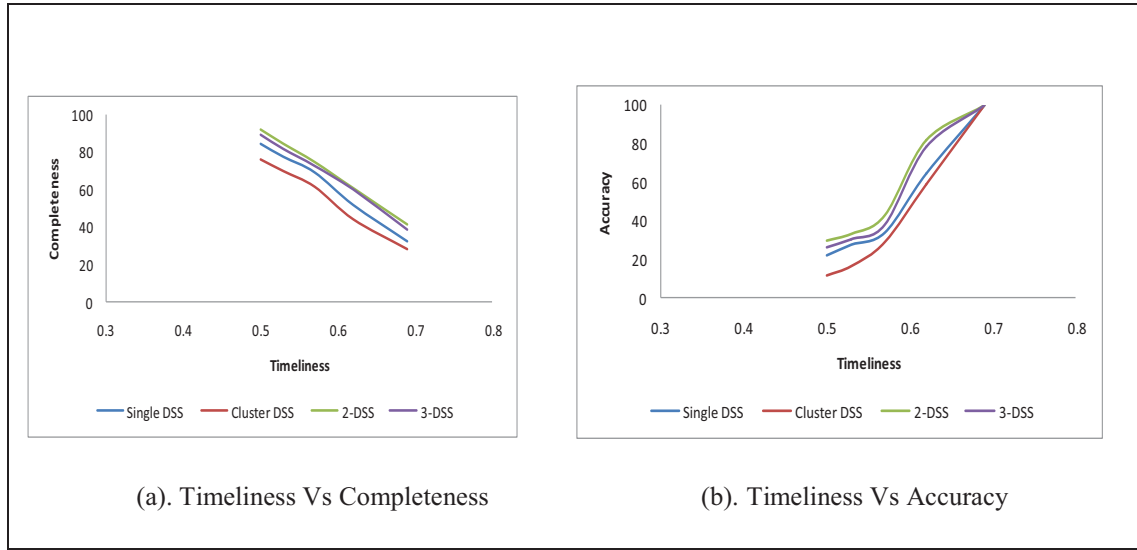 100
80
60
40
20
0
Completeness
0.3 0.4 0.5 0.6 0.7 0.8
Timeliness
Single DSS Cluster DSS 2-DSS 3-DSS
(a). Timeliness Vs Completeness
100
80
60
40
20
0
Accuracy
0.3 0.4 0.5 0.6 0.7 0.8
Timeliness
Single DSS Cluster DSS 2-DSS 3-DSS
(b). Timeliness Vs Accuracy